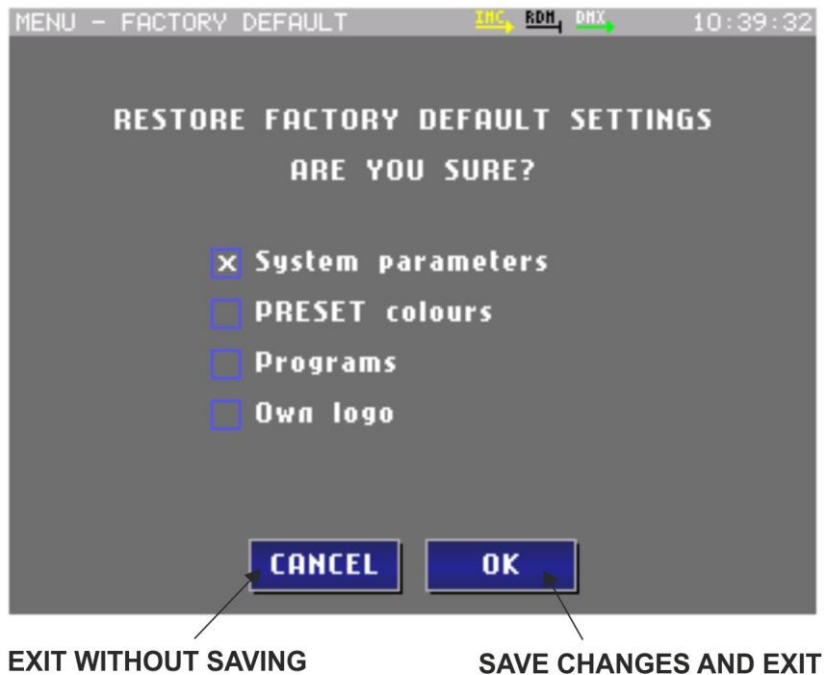 MENU - FACTORY DEFAULT IMC RDM DMX 10:39:32
RESTORE FACTORY DEFAULT SETTINGS
ARE YOU SURE?
x System parameters
PRESET colours
Programs
Own logo
CANCEL OK
EXIT WITHOUT SAVING SAVE CHANGES AND EXIT